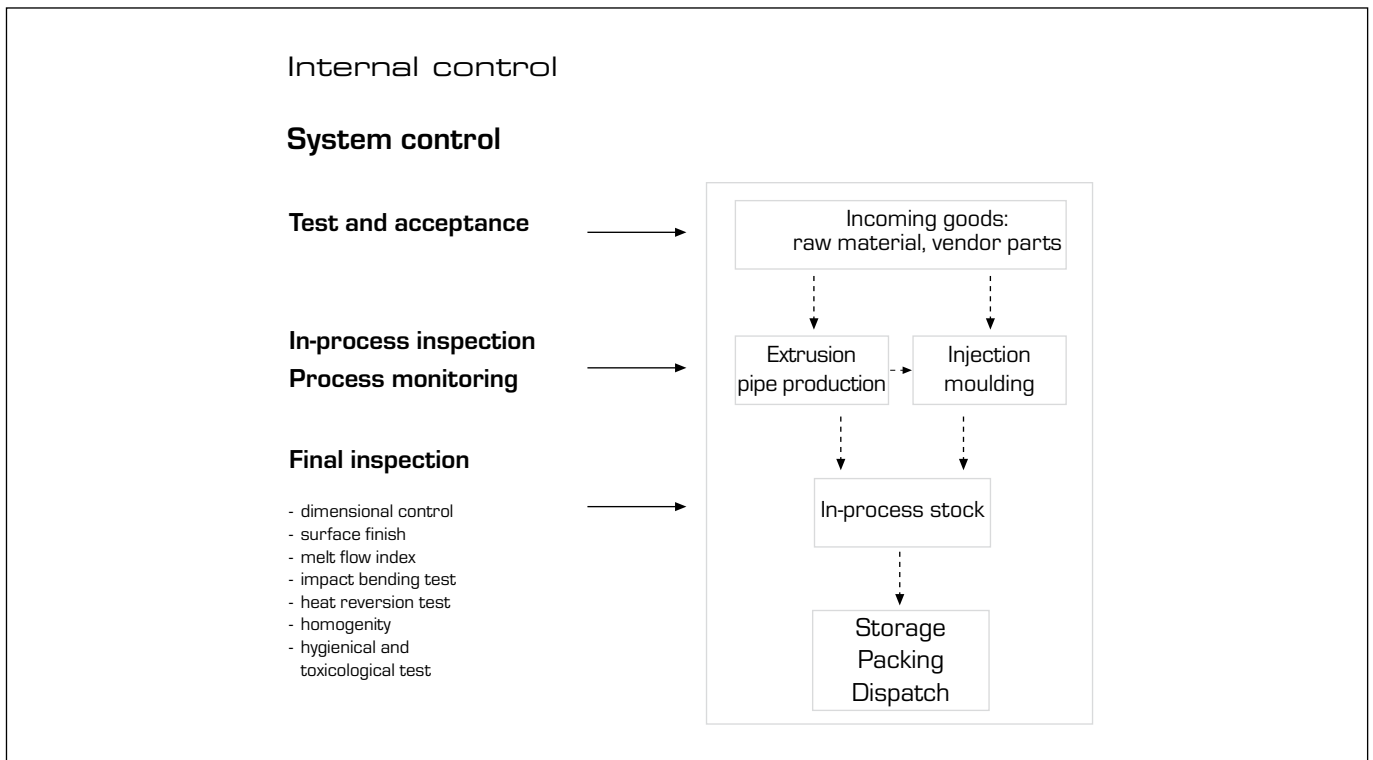 Internal control
System control
Test and acceptance
Incoming goods:
raw material, vendor parts
In-process inspection
Process monitoring
Extrusion
pipe production
Injection
moulding
Final inspection
- dimensional control
- surface finish
- melt flow index
- impact bending test
- heat reversion test
- homogenity
- hygienical and
toxicological test
In-process stock
Storage
Packing
Dispatch